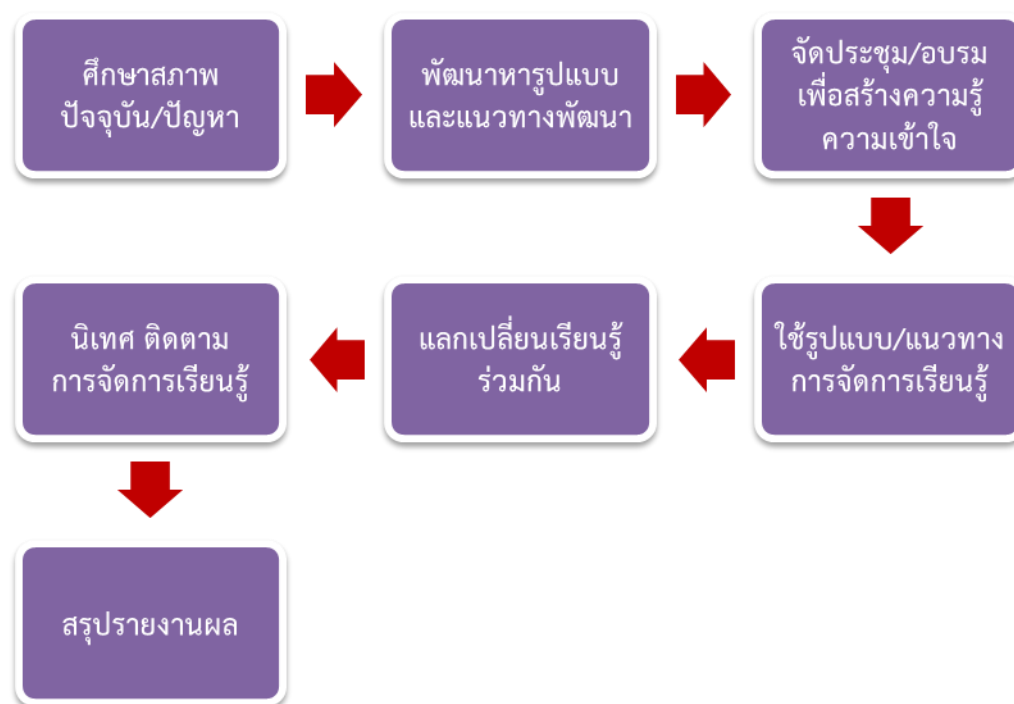 ศึกษาสภาพ
ปัจจุบัน/ปัญหา
พัฒนาหารูปแบบ
และแนวทางพัฒนา
จัดประชุม/อบรม
เพื่อสร้างความรู้
ความเข้าใจ
ใช้รูปแบบ/แนวทาง
การจัดการเรียนรู้
แลกเปลี่ยนเรียนรู้
ร่วมกัน
นิเทศ ติดตาม
การจัดการเรียนรู้
สรุปรายงานผล